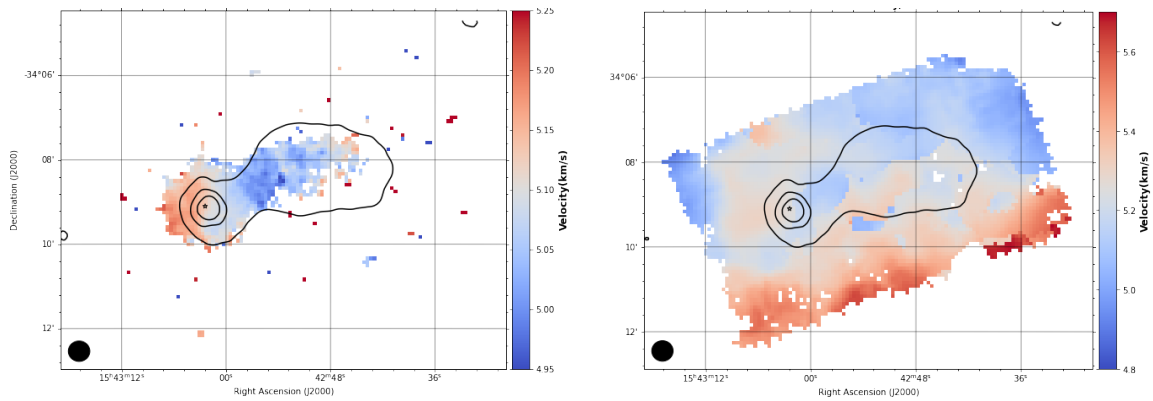 5.25
5.20
5.15
5.10
5.05
5.00
4.95
Velocity(km/s)
-34°06'
08'
10'
12'
Declination (J2000)
15ʰ43ᵐ12ˢ
00ˢ
42ᵐ48ˢ
36ˢ
Right Ascension (J2000)
5.6
5.4
5.2
5.0
4.8
Velocity(km/s)
-34°06'
08'
10'
12'
15ʰ43ᵐ12ˢ
00ˢ
42ᵐ48ˢ
36ˢ
Right Ascension (J2000)